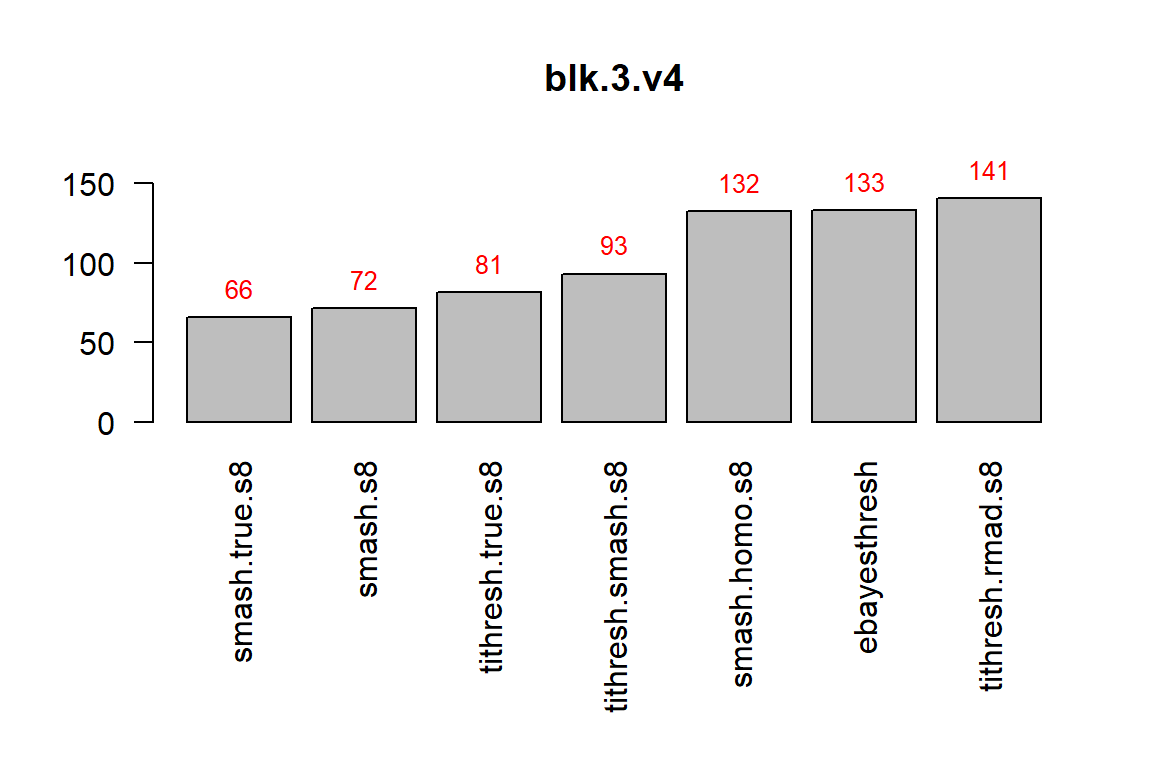 blk.3.v4
150
100
50
0
66
72
81
93
132
133
141
smash.true.s8
smash.s8
tithresh.true.s8
tithresh.smash.s8
smash.homo.s8
ebayesthresh
tithresh.rmad.s8